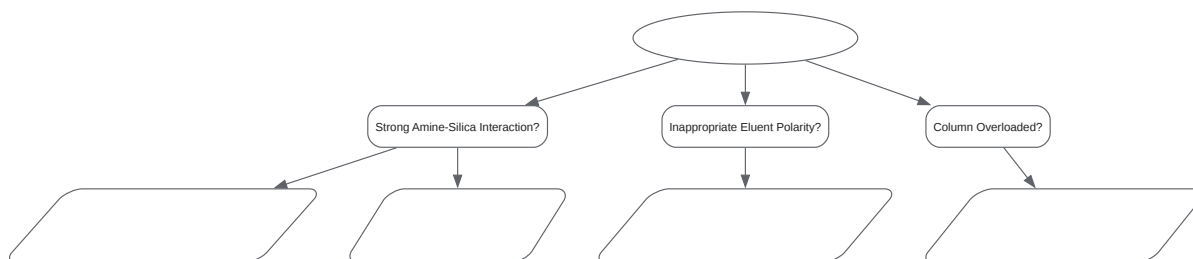 Strong Amine-Silica Interaction?
Inappropriate Eluent Polarity?
Column Overloaded?